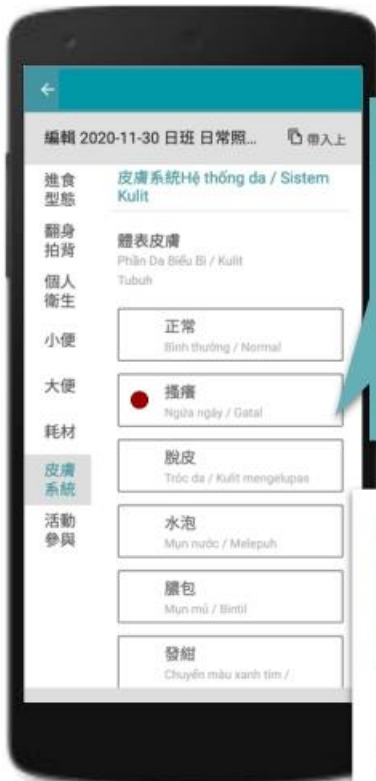 編輯 2020-11-30 日班 日常照... 帶入上
進食
型態
翻身
拍背
個人
衛生
小便
大便
耗材
皮膚
系統
活動
參與
皮膚系統Hệ thống da / Sistem
Kulit
體表皮膚
Phần Da Biểu Bì / Kulit
Tubuh
正常
Bình thường / Normal
搔癢
Ngứa ngáy / Gatal
脫皮
Tróc da / Kulit mengelupas
水泡
Mụn nước / Melepuh
膿包
Mụn mủ / Bintil
發紺
Chuyển màu xanh tím /